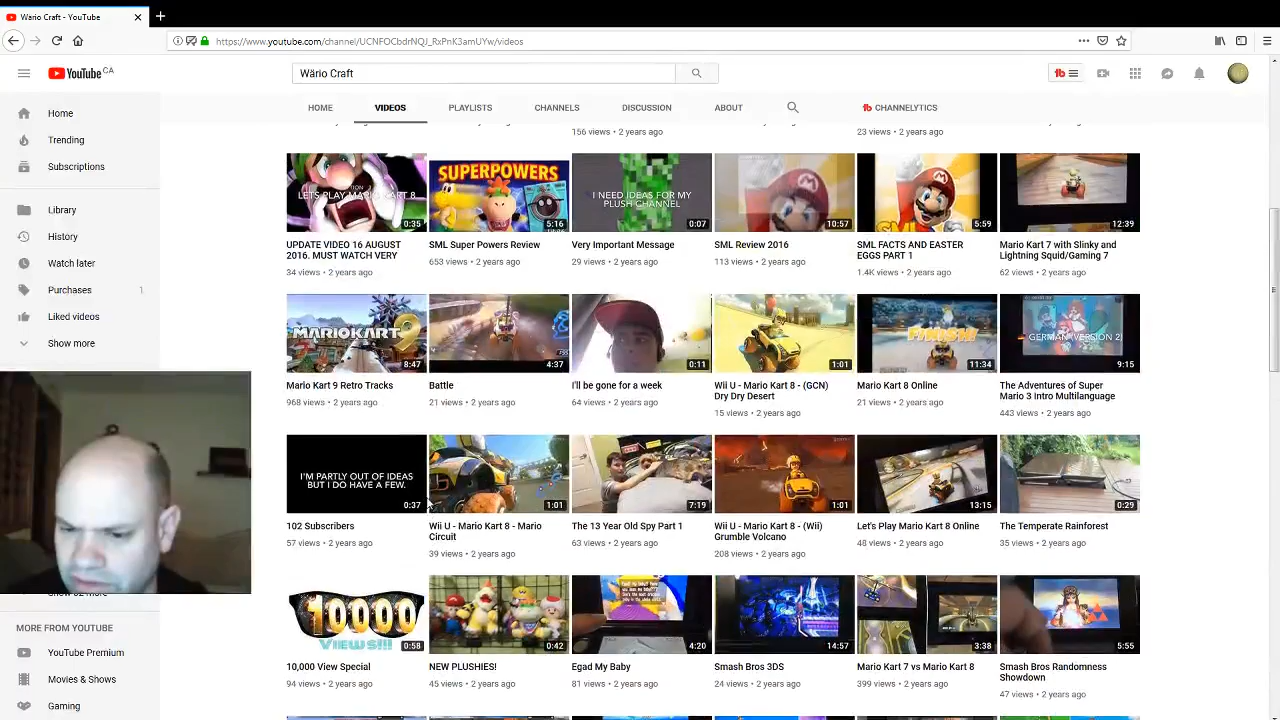 Wario Craft - YouTube
https://www.youtube.com/channel/UCNFOCbdrNQJ_RxPnK3amUYw/videos
YouTube CA
Wärio Craft
HOME VIDEOS PLAYLISTS CHANNELS DISCUSSION ABOUT CHANNELYTICS
Home
Trending
Subscriptions
Library
History
Watch later
Purchases 1
Liked videos
Show more
MORE FROM YOUTUBE
YouTube Premium
Movies & Shows
Gaming
156 views • 2 years ago
23 views • 2 years ago
LETS PLAY MARIO KART 8
0:35
SUPERPOWERS
5:16
I NEED IDEAS FOR MY
PLUSH CHANNEL
0:07
10:57
5:59
12:39
UPDATE VIDEO 16 AUGUST
2016. MUST WATCH VERY
34 views • 2 years ago
SML Super Powers Review
653 views • 2 years ago
Very Important Message
29 views • 2 years ago
SML Review 2016
113 views • 2 years ago
SML FACTS AND EASTER
EGGS PART 1
1.4K views • 2 years ago
Mario Kart 7 with Slinky and
Lightning Squid/Gaming 7
62 views • 2 years ago
MARIOKART 9
8:47
4:37
0:11
1:01
FINISH!
11:34
GERMAN (VERSION 2)
9:15
Mario Kart 9 Retro Tracks
968 views • 2 years ago
Battle
21 views • 2 years ago
I'll be gone for a week
64 views • 2 years ago
Wii U - Mario Kart 8 - (GCN)
Dry Dry Desert
15 views • 2 years ago
Mario Kart 8 Online
21 views • 2 years ago
The Adventures of Super
Mario 3 Intro Multilanguage
443 views • 2 years ago
I'M PARTLY OUT OF IDEAS
BUT I DO HAVE A FEW.
0:37
1:01
7:19
1:01
13:15
0:29
102 Subscribers
57 views • 2 years ago
Wii U - Mario Kart 8 - Mario
Circuit
39 views • 2 years ago
The 13 Year Old Spy Part 1
63 views • 2 years ago
Wii U - Mario Kart 8 - (Wii)
Grumble Volcano
208 views • 2 years ago
Let's Play Mario Kart 8 Online
48 views • 2 years ago
The Temperate Rainforest
35 views • 2 years ago
10000
VIEWS!!!
0:58
0:42
4:20
14:57
3:38
5:55
10,000 View Special
94 views • 2 years ago
NEW PLUSHIES!
45 views • 2 years ago
Egad My Baby
81 views • 2 years ago
Smash Bros 3DS
24 views • 2 years ago
Mario Kart 7 vs Mario Kart 8
399 views • 2 years ago
Smash Bros Randomness
Showdown
47 views • 2 years ago